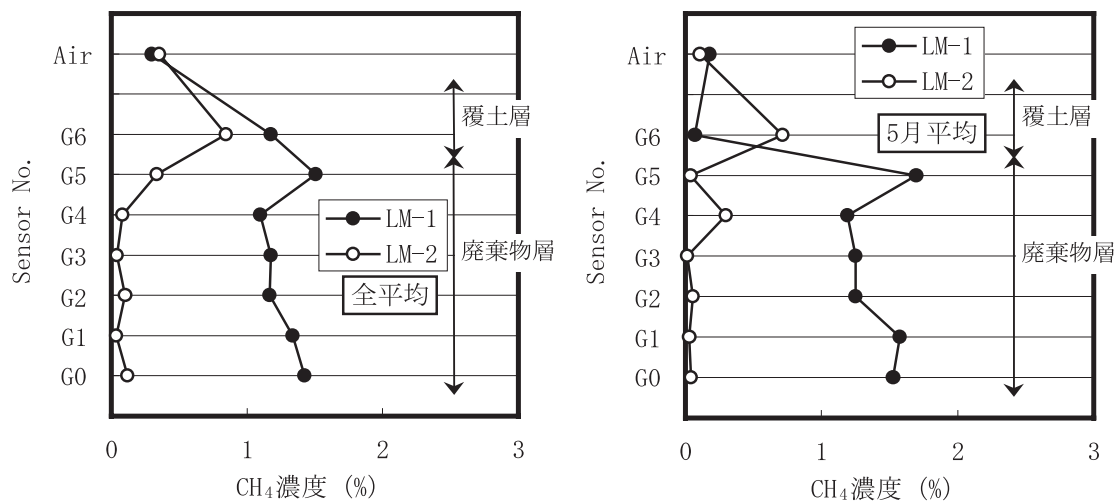 Sensor No.
Air
G6
G5
G4
G3
G2
G1
G0
0
1
2
3
CH₄濃度 (%)
覆土層
廃棄物層
LM-1
LM-2
全平均
Sensor No.
Air
G6
G5
G4
G3
G2
G1
G0
0
1
2
3
CH₄濃度 (%)
LM-1
LM-2
5月平均
覆土層
廃棄物層